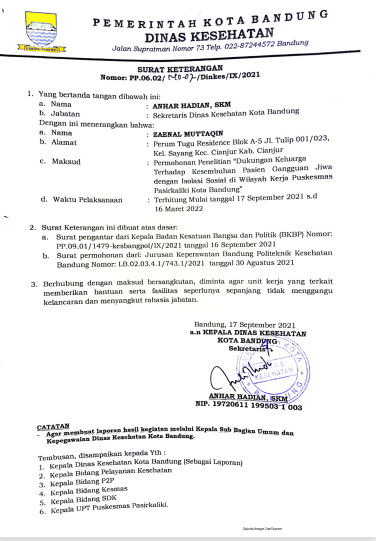 PEMERINTAH KOTA BANDUNG
DINAS KESEHATAN
Jalan Supratman Nomor 73 Telp. 022-87244572 Bandung
SURAT KETERANGAN
Nomor: PP.06.02/ /Dinkes/IX/2021
1. Yang bertanda tangan dibawah ini:
a. Nama : ANHAR HADIAN, SKM
b. Jabatan : Sekretaris Dinas Kesehatan Kota Bandung
Dengan ini menerangkan bahwa:
a. Nama : ZAENAL MUTTAQIN
b. Alamat : Perum Tugu Residence Blok A-5 Jl. Tulip 001/023,
Kel. Sayang Kec. Cianjur Kab. Cianjur
c. Maksud : Permohonan Penelitian "Dukungan Keluarga
Terhadap Kesembuhan Pasien Gangguan Jiwa
dengan Isolasi Sosial di Wilayah Kerja Puskesmas
Pasirkaliki Kota Bandung"
d. Waktu Pelaksanaan : Terhitung Mulai tanggal 17 September 2021 s.d
16 Maret 2022
2. Surat Keterangan ini dibuat atas dasar:
a. Surat pengantar dari Kepala Badan Kesatuan Bangsa dan Politik (BKBP) Nomor:
PP.09.01/1479-kesbangpol/IX/2021 tanggal 16 September 2021
b. Surat permohonan dari: Jurusan Keperawatan Bandung Politeknik Kesehatan
Bandung Nomor: LB.02.03.4.1/743.1/2021 tanggal 30 Agustus 2021
3. Berhubung dengan maksud bersangkutan, diminta agar unit kerja yang terkait
memberikan bantuan serta fasilitas seperlunya sepanjang tidak menggangu
kelancaran dan menyangkut rahasia jabatan.
Bandung, 17 September 2021
a.n KEPALA DINAS KESEHATAN
KOTA BANDUNG
Sekretaris
ANHAR HADIAN, SKM
NIP. 19720611 199503 1 003
CATATAN
- Agar membuat laporan hasil kegiatan melalui Kepala Sub Bagian Umum dan
Kepegawaian Dinas Kesehatan Kota Bandung.
Tembusan, disampaikan kepada Yth :
1. Kepala Dinas Kesehatan Kota Bandung (Sebagai Laporan)
2. Kepala Bidang Pelayanan Kesehatan
3. Kepala Bidang P2P
4. Kepala Bidang Kesmas
5. Kepala Bidang SDK
6. Kepala UPT Puskesmas Pasirkaliki.